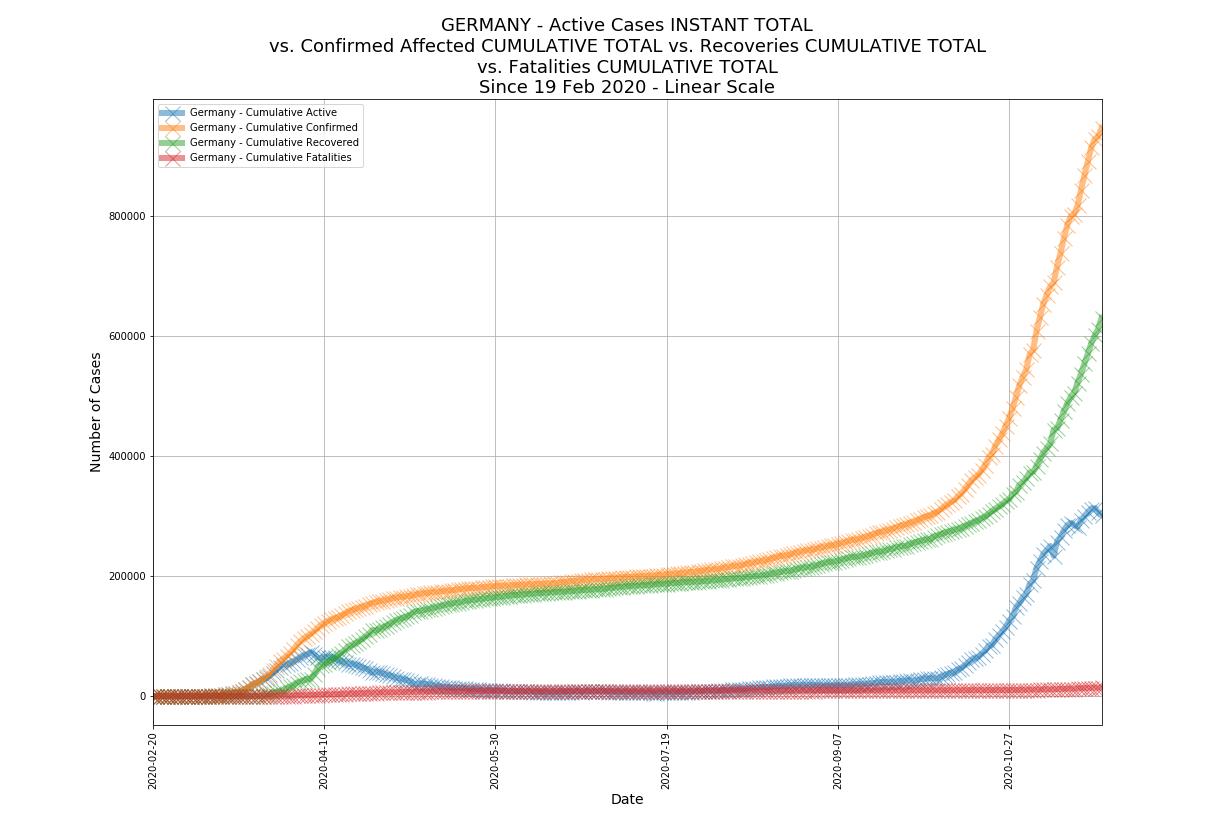 GERMANY - Active Cases INSTANT TOTAL
vs. Confirmed Affected CUMULATIVE TOTAL vs. Recoveries CUMULATIVE TOTAL
vs. Fatalities CUMULATIVE TOTAL
Since 19 Feb 2020 - Linear Scale
Germany - Cumulative Active
Germany - Cumulative Confirmed
Germany - Cumulative Recovered
Germany - Cumulative Fatalities
Number of Cases
800000
600000
400000
200000
0
2020-02-20
2020-04-10
2020-05-30
2020-07-19
2020-09-07
2020-10-27
Date